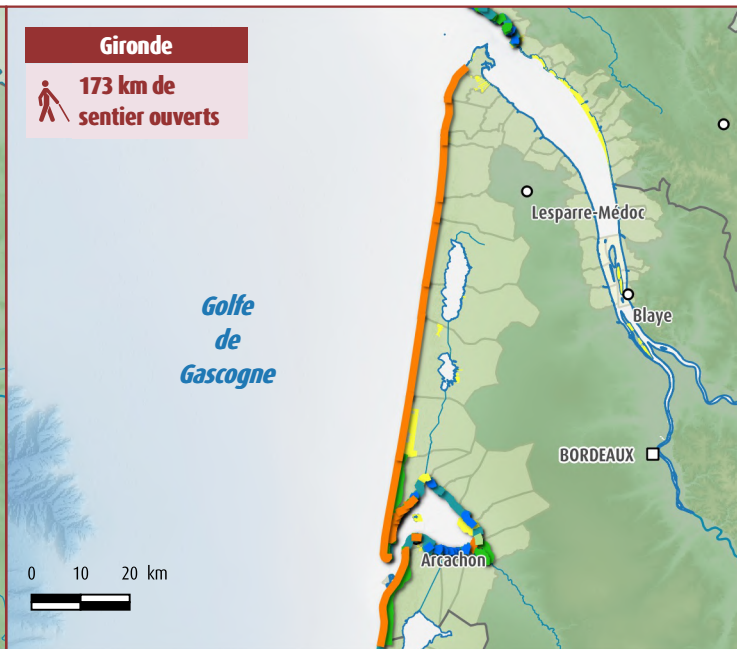 Gironde
173 km de
sentier ouverts
Lesparre-Médoc
Golfe
de
Gascogne
Blaye
BORDEAUX
Arcachon
0 10 20 km